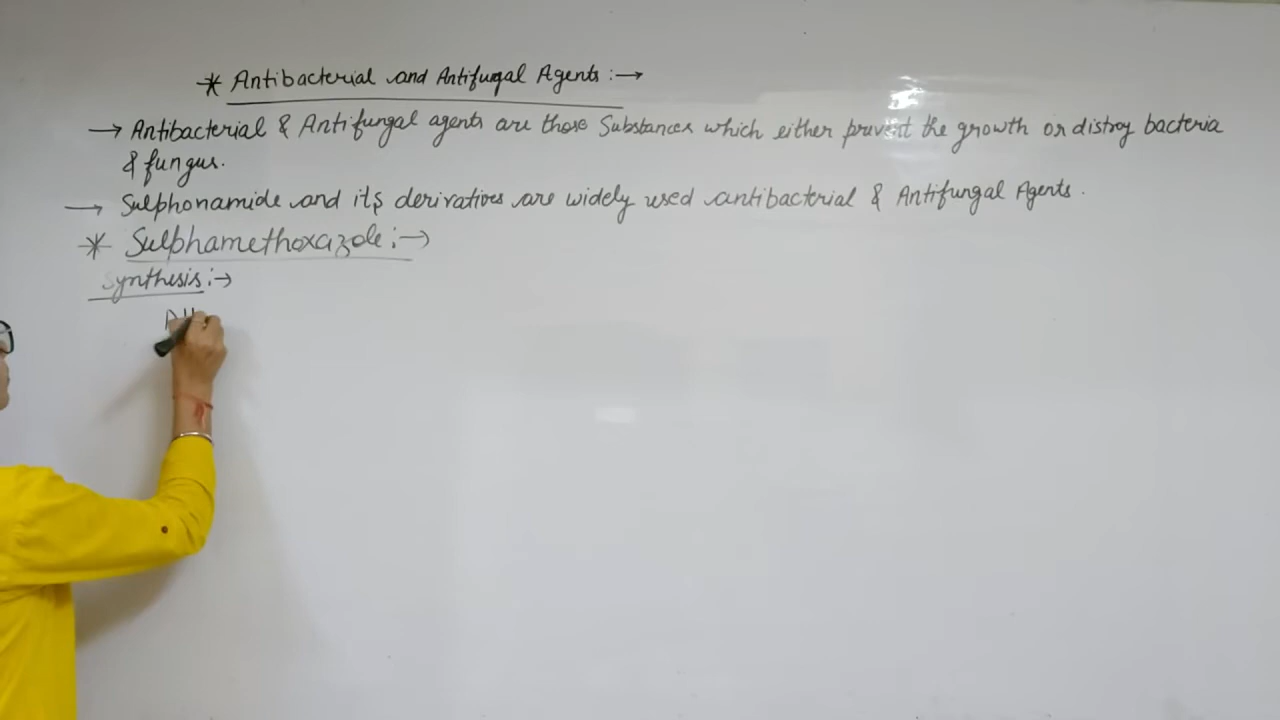 * Antibacterial and Antifungal Agents :→
→ Antibacterial & Antifungal agents are those Substances which either prevent the growth or distroy bacteria
& fungus.
→ Sulphonamide and its derivatives are widely used antibacterial & Antifungal Agents.
* Sulphamethoxazole :→
Synthesis :→